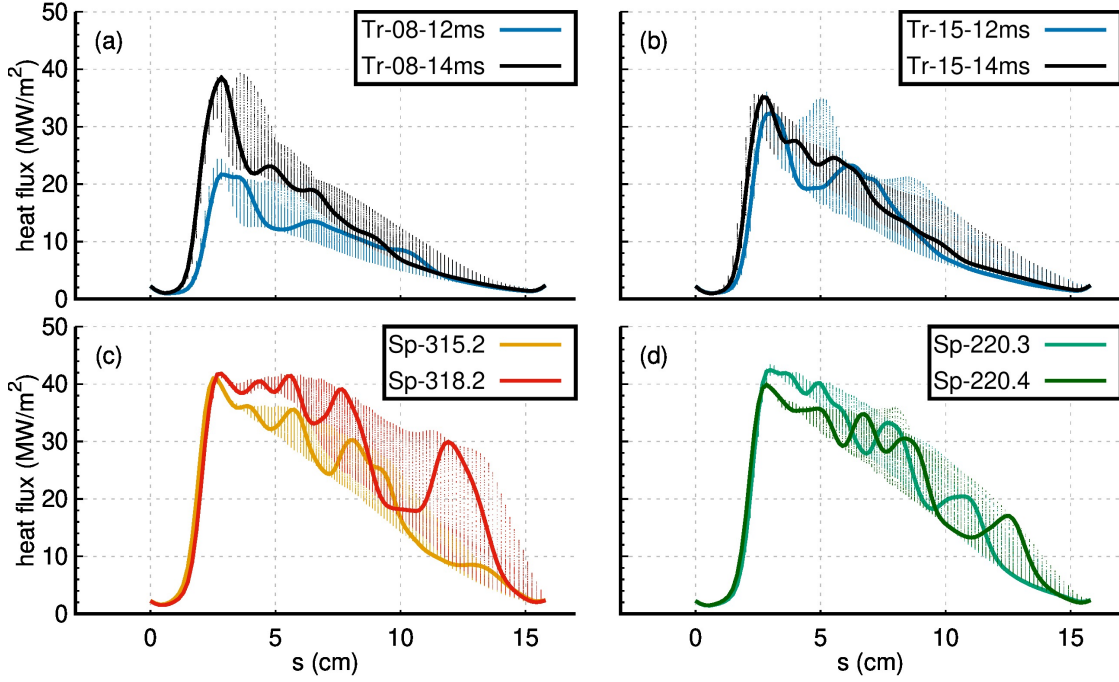 (a)
Tr-08-12ms
Tr-08-14ms
(b)
Tr-15-12ms
Tr-15-14ms
50
40
30
20
10
0
heat flux (MW/m²)
(c)
Sp-315.2
Sp-318.2
(d)
Sp-220.3
Sp-220.4
50
40
30
20
10
0
heat flux (MW/m²)
0 5 10 15
0 5 10 15
s (cm)
s (cm)